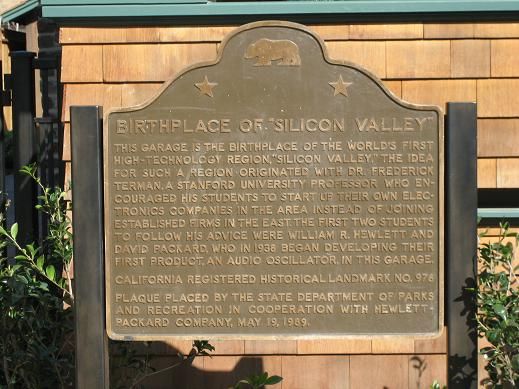 BIRTHPLACE OF "SILICON VALLEY"
THIS GARAGE IS THE BIRTHPLACE OF THE WORLD'S FIRST
HIGH-TECHNOLOGY REGION, "SILICON VALLEY." THE IDEA
FOR SUCH A REGION ORIGINATED WITH DR. FREDERICK
TERMAN, A STANFORD UNIVERSITY PROFESSOR WHO EN-
COURAGED HIS STUDENTS TO START UP THEIR OWN ELEC-
TRONICS COMPANIES IN THE AREA INSTEAD OF JOINING
ESTABLISHED FIRMS IN THE EAST. THE FIRST TWO STUDENTS
TO FOLLOW HIS ADVICE WERE WILLIAM R. HEWLETT AND
DAVID PACKARD, WHO IN 1938 BEGAN DEVELOPING THEIR
FIRST PRODUCT, AN AUDIO OSCILLATOR, IN THIS GARAGE.
CALIFORNIA REGISTERED HISTORICAL LANDMARK NO. 976
PLAQUE PLACED BY THE STATE DEPARTMENT OF PARKS
AND RECREATION IN COOPERATION WITH HEWLETT-
PACKARD COMPANY, MAY 19, 1989.